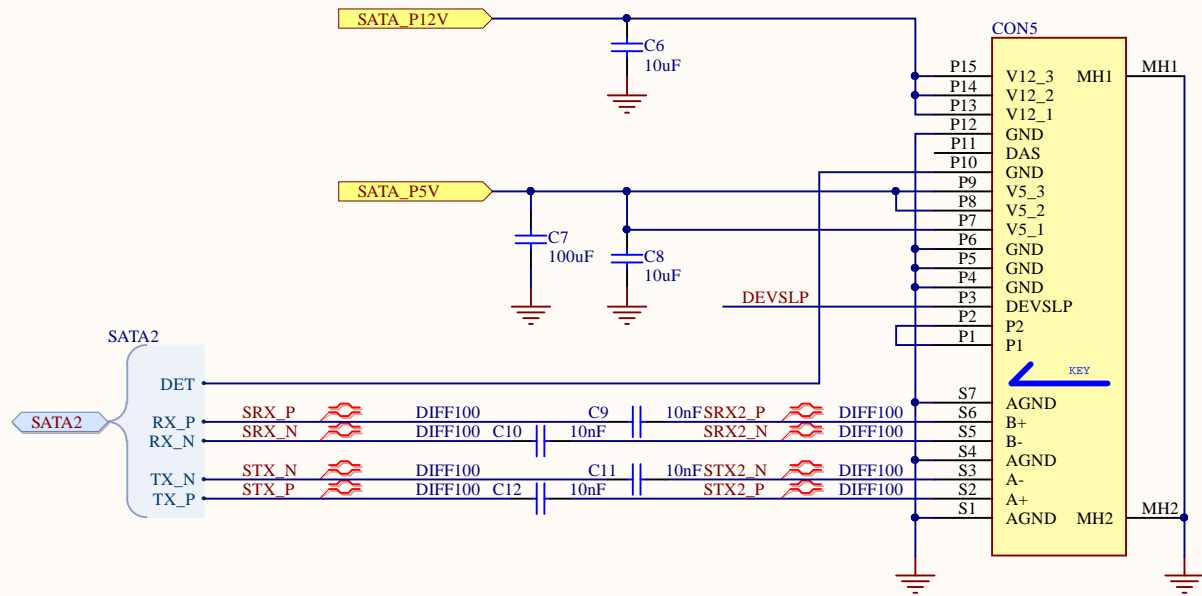 SATA_P12V
C6
10uF
CON5
P15 V12_3 MH1 MH1
P14 V12_2
P13 V12_1
P12 GND
P11 DAS
P10 GND
SATA_P5V
P9 V5_3
P8 V5_2
P7 V5_1
C7
100uF
C8
10uF
P6 GND
P5 GND
P4 GND
DEVSLP P3 DEVSLP
P2 P2
P1 P1
SATA2
KEY
DET
SATA2
S7 AGND
RX_P SRX_P DIFF100 C9 10nF SRX2_P DIFF100 S6 B+
RX_N SRX_N DIFF100 C10 10nF SRX2_N DIFF100 S5 B-
S4 AGND
TX_N STX_N DIFF100 C11 10nF STX2_N DIFF100 S3 A-
TX_P STX_P DIFF100 C12 10nF STX2_P DIFF100 S2 A+
S1 AGND MH2 MH2